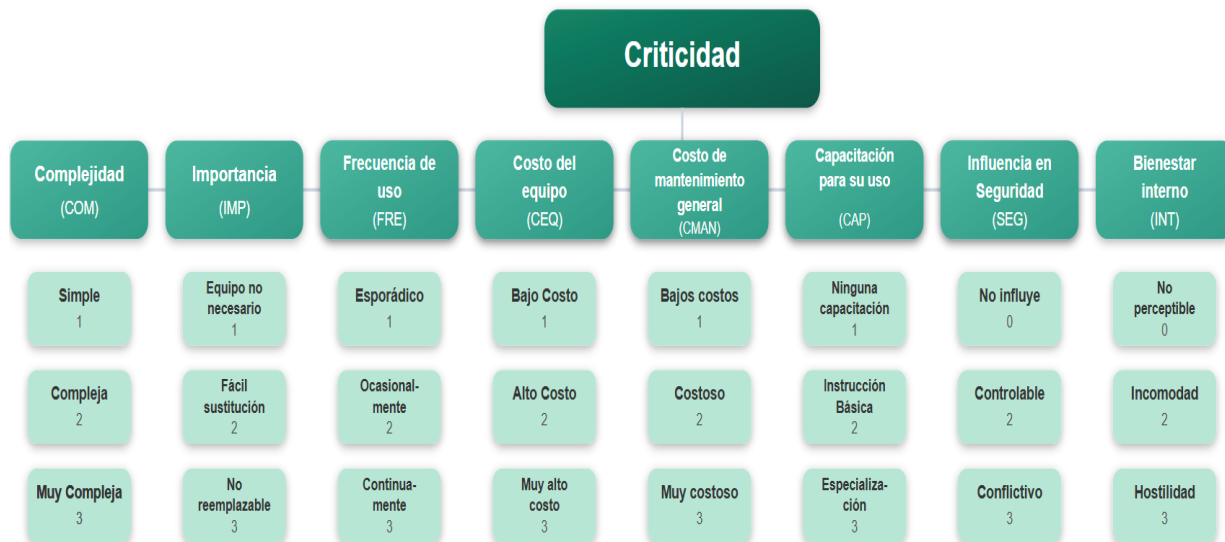 Criticidad
Complejidad
(COM)
Importancia
(IMP)
Frecuencia de
uso
(FRE)
Costo del
equipo
(CEQ)
Costo de
mantenimiento
general
(CMAN)
Capacitación
para su uso
(CAP)
Influencia en
Seguridad
(SEG)
Bienestar
interno
(INT)
Simple
1
Equipo no
necesario
1
Esporádico
1
Bajo Costo
1
Bajos costos
1
Ninguna
capacitación
1
No influye
0
No
perceptible
0
Compleja
2
Fácil
sustitución
2
Ocasional-
mente
2
Alto Costo
2
Costoso
2
Instrucción
Básica
2
Controlable
2
Incomodad
2
Muy Compleja
3
No
reemplazable
3
Continua-
mente
3
Muy alto
costo
3
Muy costoso
3
Especializa-
ción
3
Conflictivo
3
Hostilidad
3